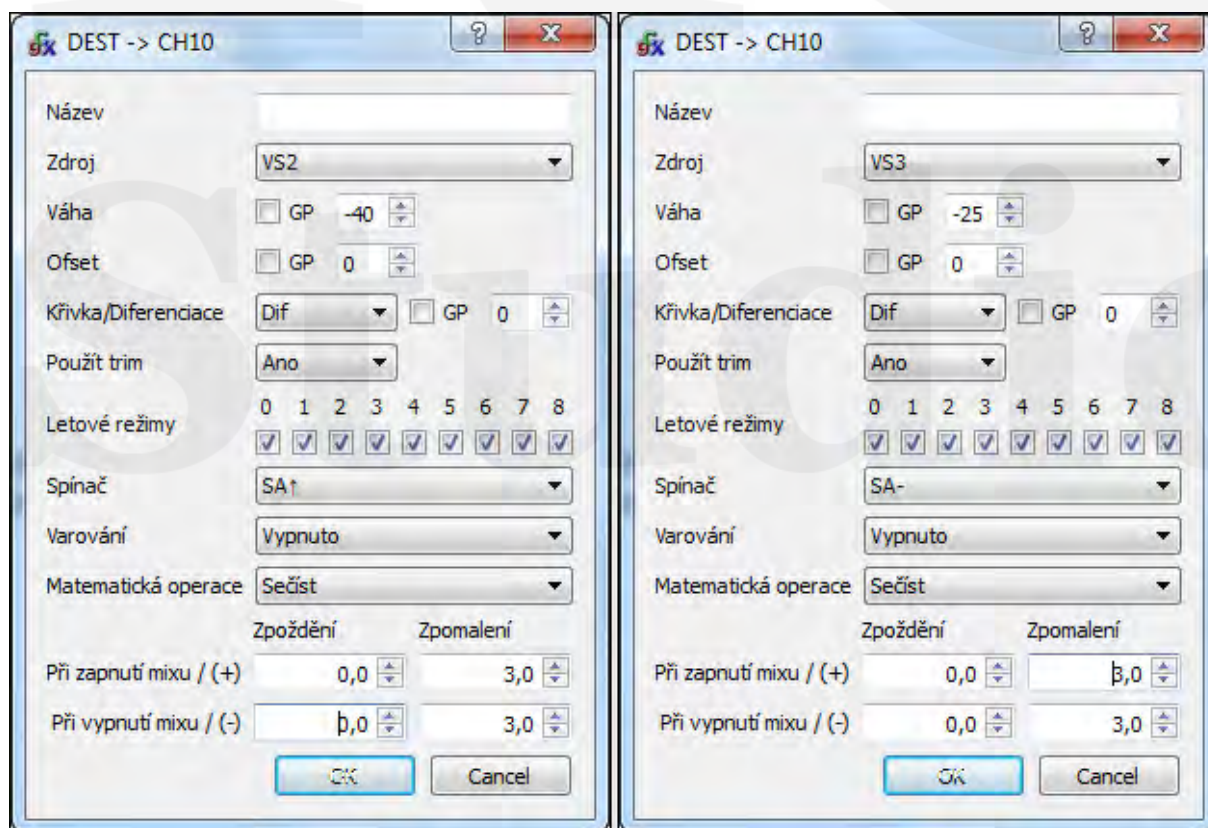 DEST -> CH10
Název
Zdroj VS2
Váha GP -40
Ofset GP 0
Křivka/Diferenciace Dif GP 0
Použít trim Ano
0 1 2 3 4 5 6 7 8
Letové režimy
Spínač SA↑
Varování Vypnuto
Matematická operace Sečíst
Zpoždění Zpomalení
Při zapnutí mixu / (+) 0,0 3,0
Při vypnutí mixu / (-) 0,0 3,0
OK Cancel
DEST -> CH10
Název
Zdroj VS3
Váha GP -25
Ofset GP 0
Křivka/Diferenciace Dif GP 0
Použít trim Ano
0 1 2 3 4 5 6 7 8
Letové režimy
Spínač SA-
Varování Vypnuto
Matematická operace Sečíst
Zpoždění Zpomalení
Při zapnutí mixu / (+) 0,0 3,0
Při vypnutí mixu / (-) 0,0 3,0
OK Cancel